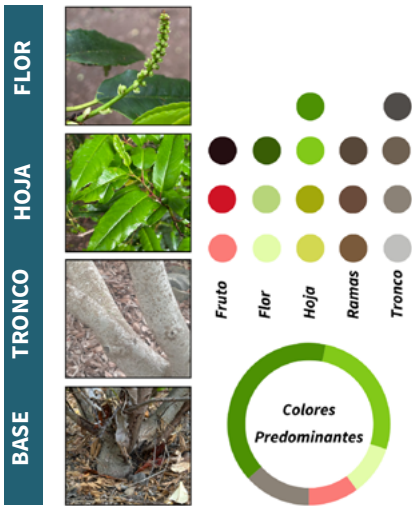 FLOR
HOJA
TRONCO
BASE
Fruto
Flor
Hoja
Ramas
Tronco
Colores
Predominantes